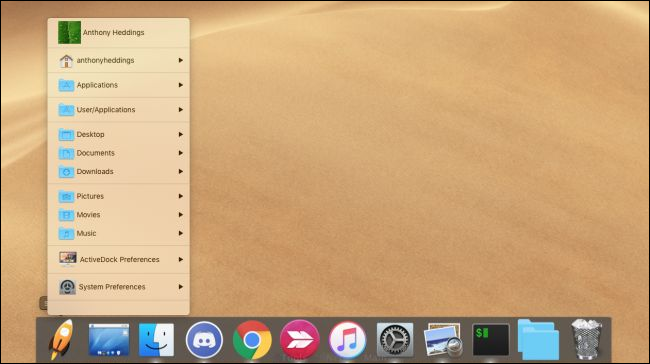 Anthony Heddings
anthonyheddings
Applications
User/Applications
Desktop
Documents
Downloads
Pictures
Movies
Music
ActiveDock Preferences
System Preferences
$